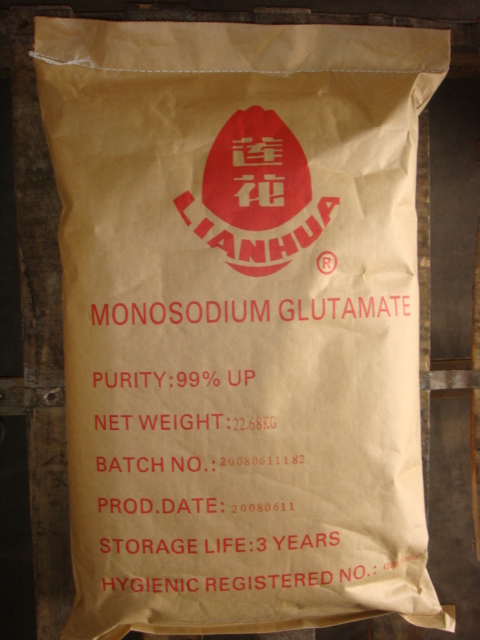 莲
花
LIANHUA
®
MONOSODIUM GLUTAMATE
PURITY:99% UP
NET WEIGHT:22.68KG
BATCH NO.:20080611182
PROD.DATE: 20080611
STORAGE LIFE:3 YEARS
HYGIENIC REGISTERED NO.: